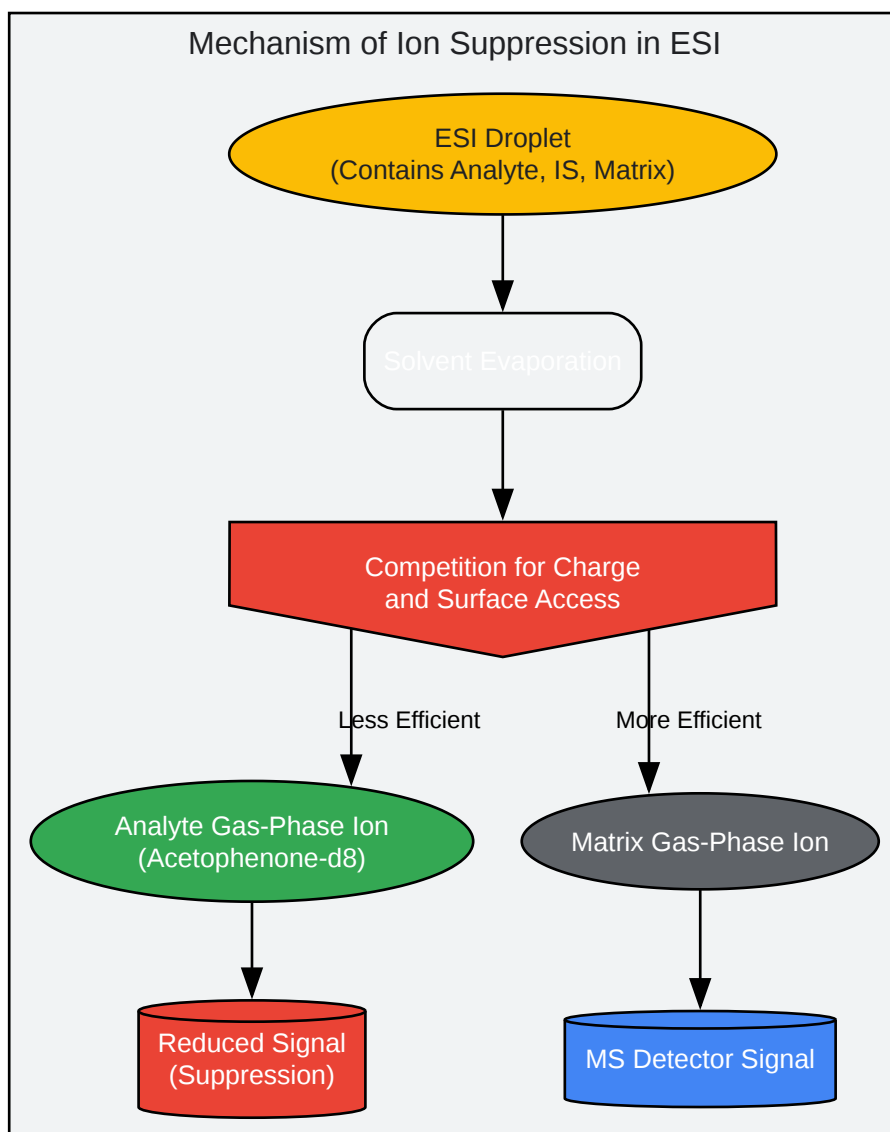 Mechanism of Ion Suppression in ESI
ESI Droplet
(Contains Analyte, IS, Matrix)
Solvent Evaporation
Competition for Charge
and Surface Access
Less Efficient
More Efficient
Analyte Gas-Phase Ion
(Acetophenone-d8)
Matrix Gas-Phase Ion
Reduced Signal
(Suppression)
MS Detector Signal